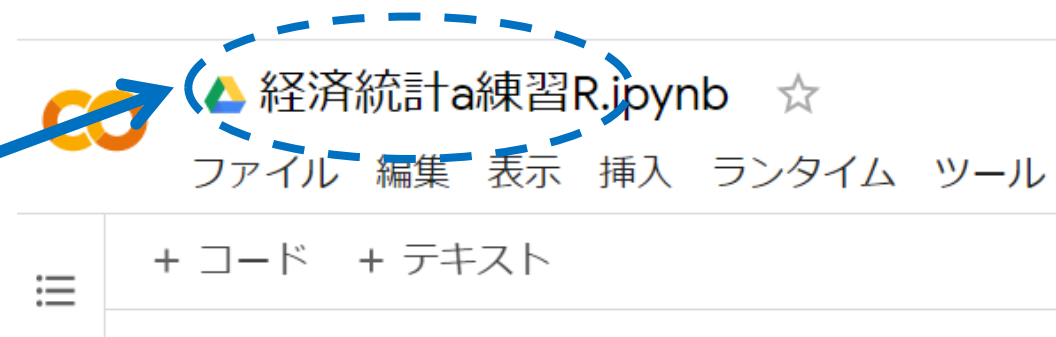 経済統計a練習R.ipynb
ファイル 編集 表示 挿入 ランタイム ツール
+ コード + テキスト